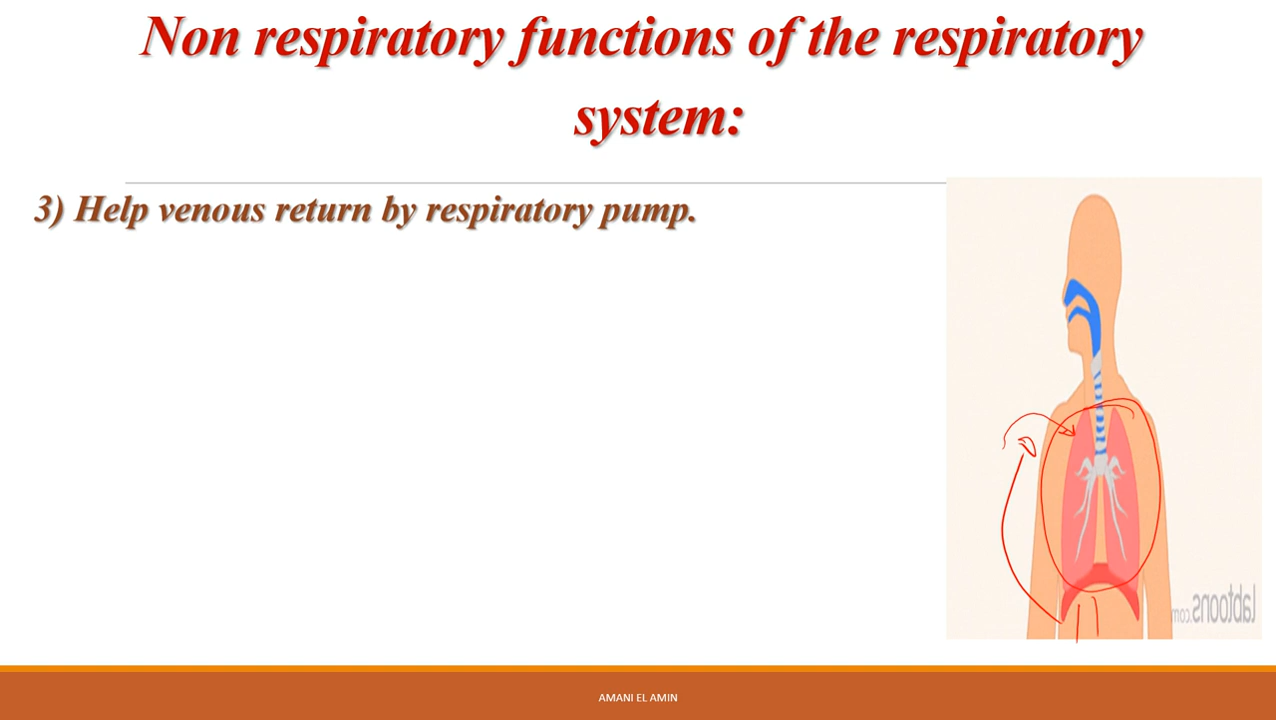 Non respiratory functions of the respiratory
system:
3) Help venous return by respiratory pump.
labtoons.com
AMANI EL AMIN